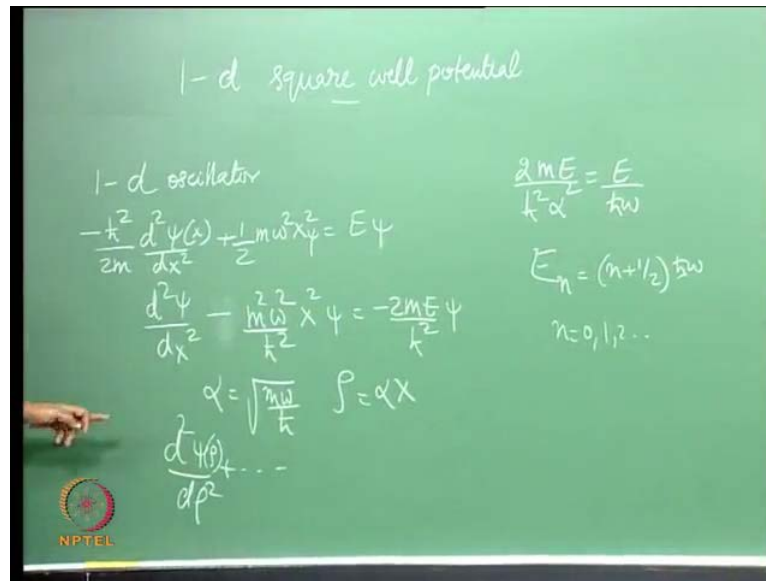 1-d square well potential
1-d oscillator
-ħ²/2m d²ψ(x)/dx² + 1/2 mω²x²ψ = Eψ
d²ψ/dx² - m²ω²/ħ² x²ψ = -2mE/ħ² ψ
α = √(mω/ħ) ρ = αx
d²ψ(ρ)/dρ² + ----
2mE/ħ²α² = E/ħω
Eₙ = (n+1/2) ħω
n=0,1,2...
NPTEL